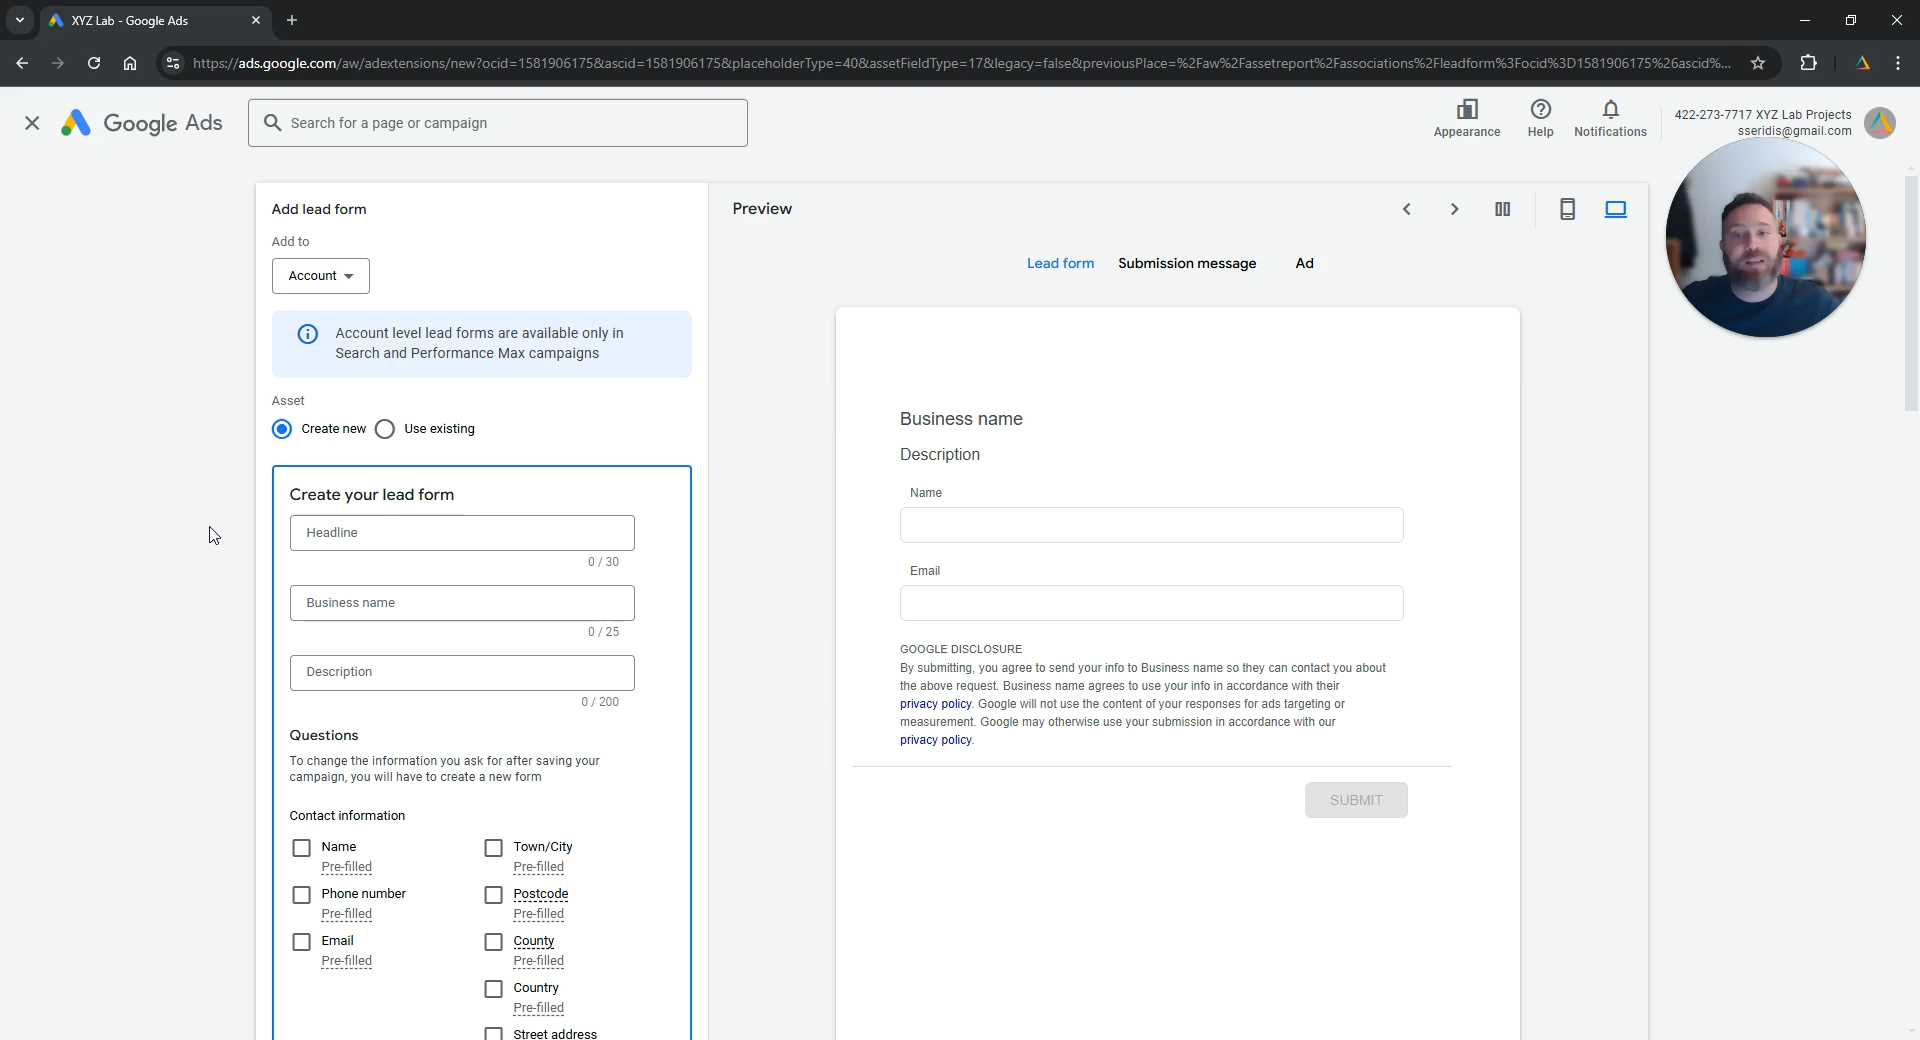 XYZ Lab - Google Ads
https://ads.google.com/aw/adextensions/new?ocid=1581906175&ascid=1581906175&placeholderType=40&assetFieldType=17&legacy=false&previousPlace=%2Faw%2Fassetreport%2Fassociations%2Fleadform%3Focid%3D1581906175%26ascid%...
Google Ads
Search for a page or campaign
Appearance
Help
Notifications
422-273-7717 XYZ Lab Projects
sseridis@gmail.com
Add lead form
Add to
Account
Account level lead forms are available only in
Search and Performance Max campaigns
Asset
Create new
Use existing
Create your lead form
Headline
0 / 30
Business name
0 / 25
Description
0 / 200
Questions
To change the information you ask for after saving your
campaign, you will have to create a new form
Contact information
Name
Pre-filled
Phone number
Pre-filled
Email
Pre-filled
Town/City
Pre-filled
Postcode
Pre-filled
County
Pre-filled
Country
Pre-filled
Street address
Preview
Lead form
Submission message
Ad
Business name
Description
Name
Email
GOOGLE DISCLOSURE
By submitting, you agree to send your info to Business name so they can contact you about
the above request. Business name agrees to use your info in accordance with their
privacy policy. Google will not use the content of your responses for ads targeting or
measurement. Google may otherwise use your submission in accordance with our
privacy policy.
SUBMIT